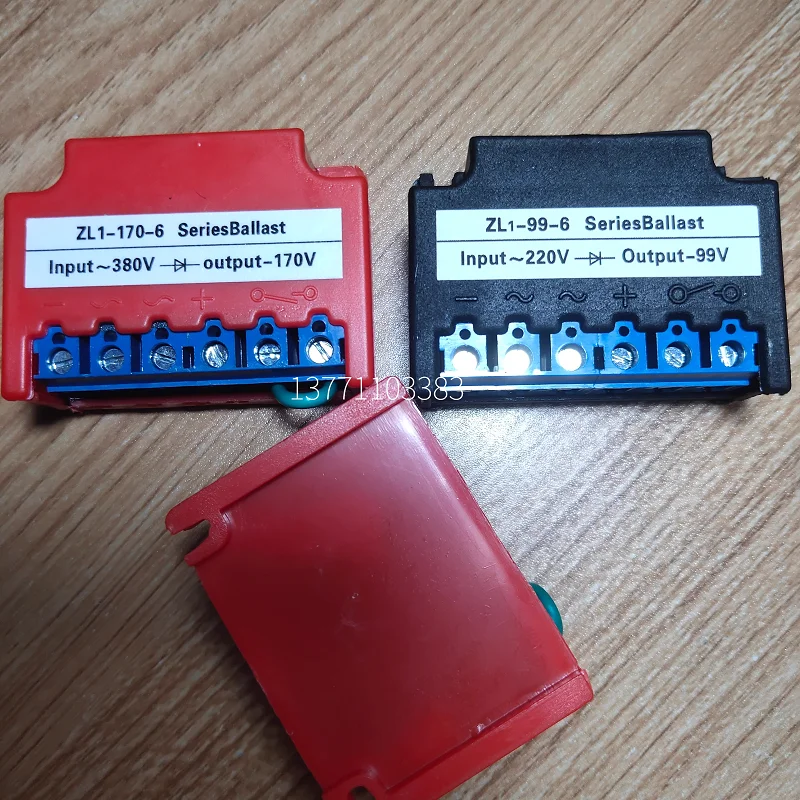 ZL1-170-6 SeriesBallast
Input~380V output-170V
- ~ ~ +
ZL1-99-6 SeriesBallast
Input~220V Output-99V
- ≈ ≈ +
13771103383